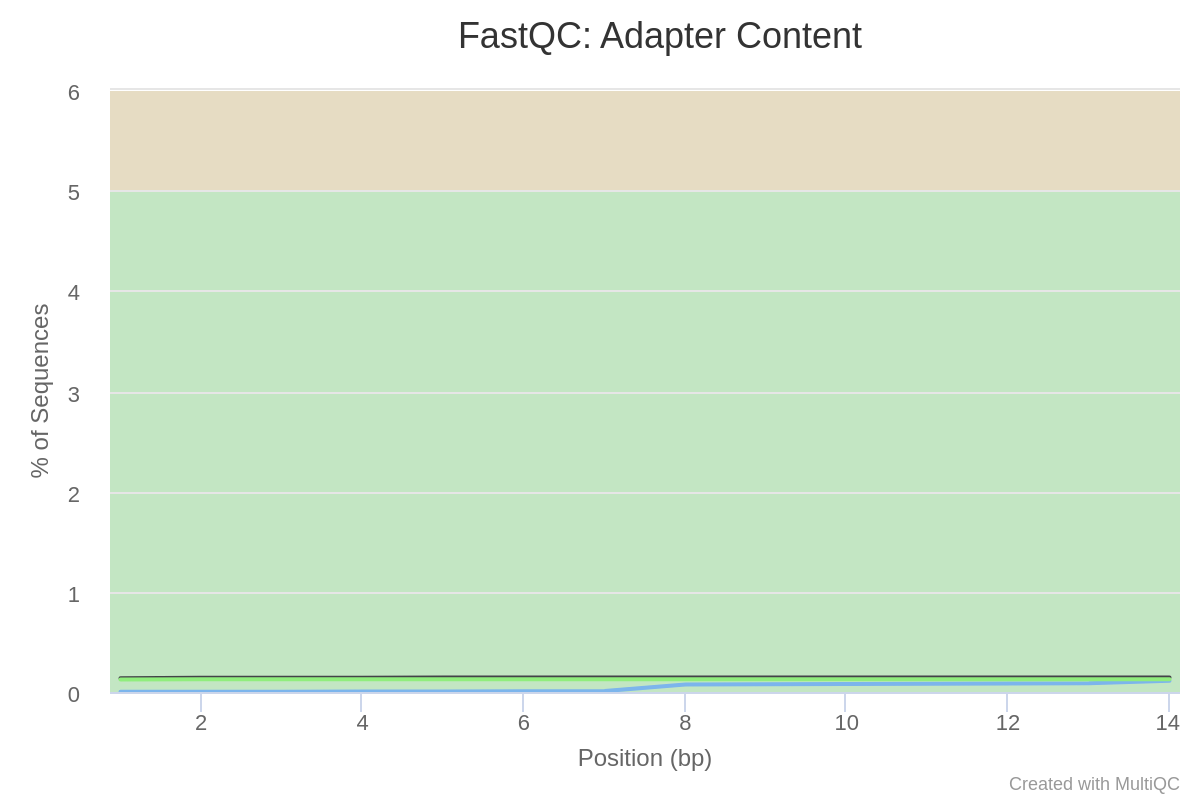 FastQC: Adapter Content
6
5
4
3
2
1
0
% of Sequences
2 4 6 8 10 12 14
Position (bp)
Created with MultiQC